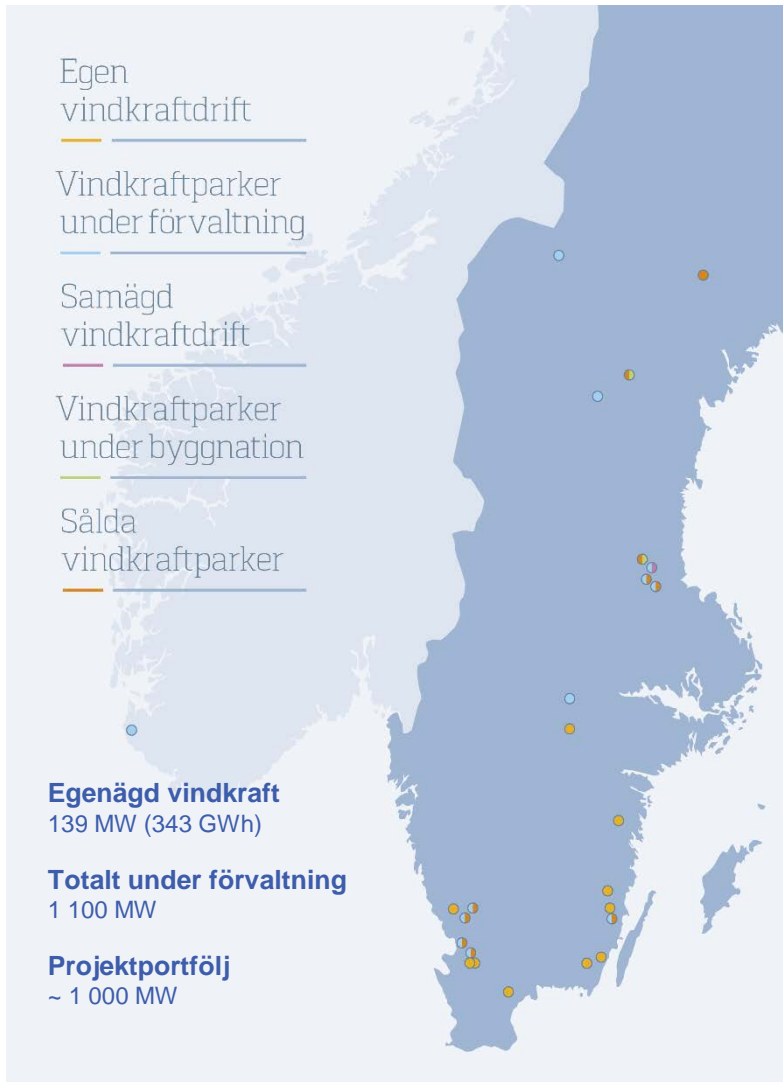 Egen
vindkraftdrift
Vindkraftparker
under förvaltning
Samägd
vindkraftdrift
Vindkraftparker
under byggnation
Sålda
vindkraftparker
Egenägd vindkraft
139 MW (343 GWh)
Totalt under förvaltning
1 100 MW
Projektportfölj
~ 1 000 MW